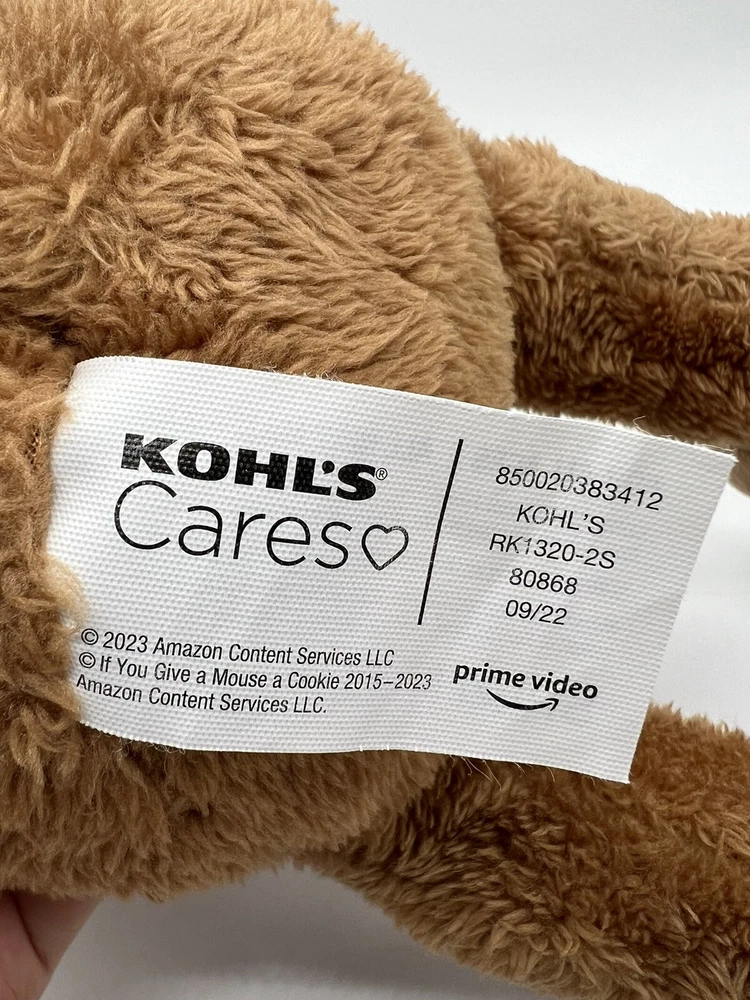 KOHL'S®
Cares♡
850020383412
KOHL'S
RK1320-2S
80868
09/22
© 2023 Amazon Content Services LLC
© If You Give a Mouse a Cookie 2015–2023
Amazon Content Services LLC.
prime video